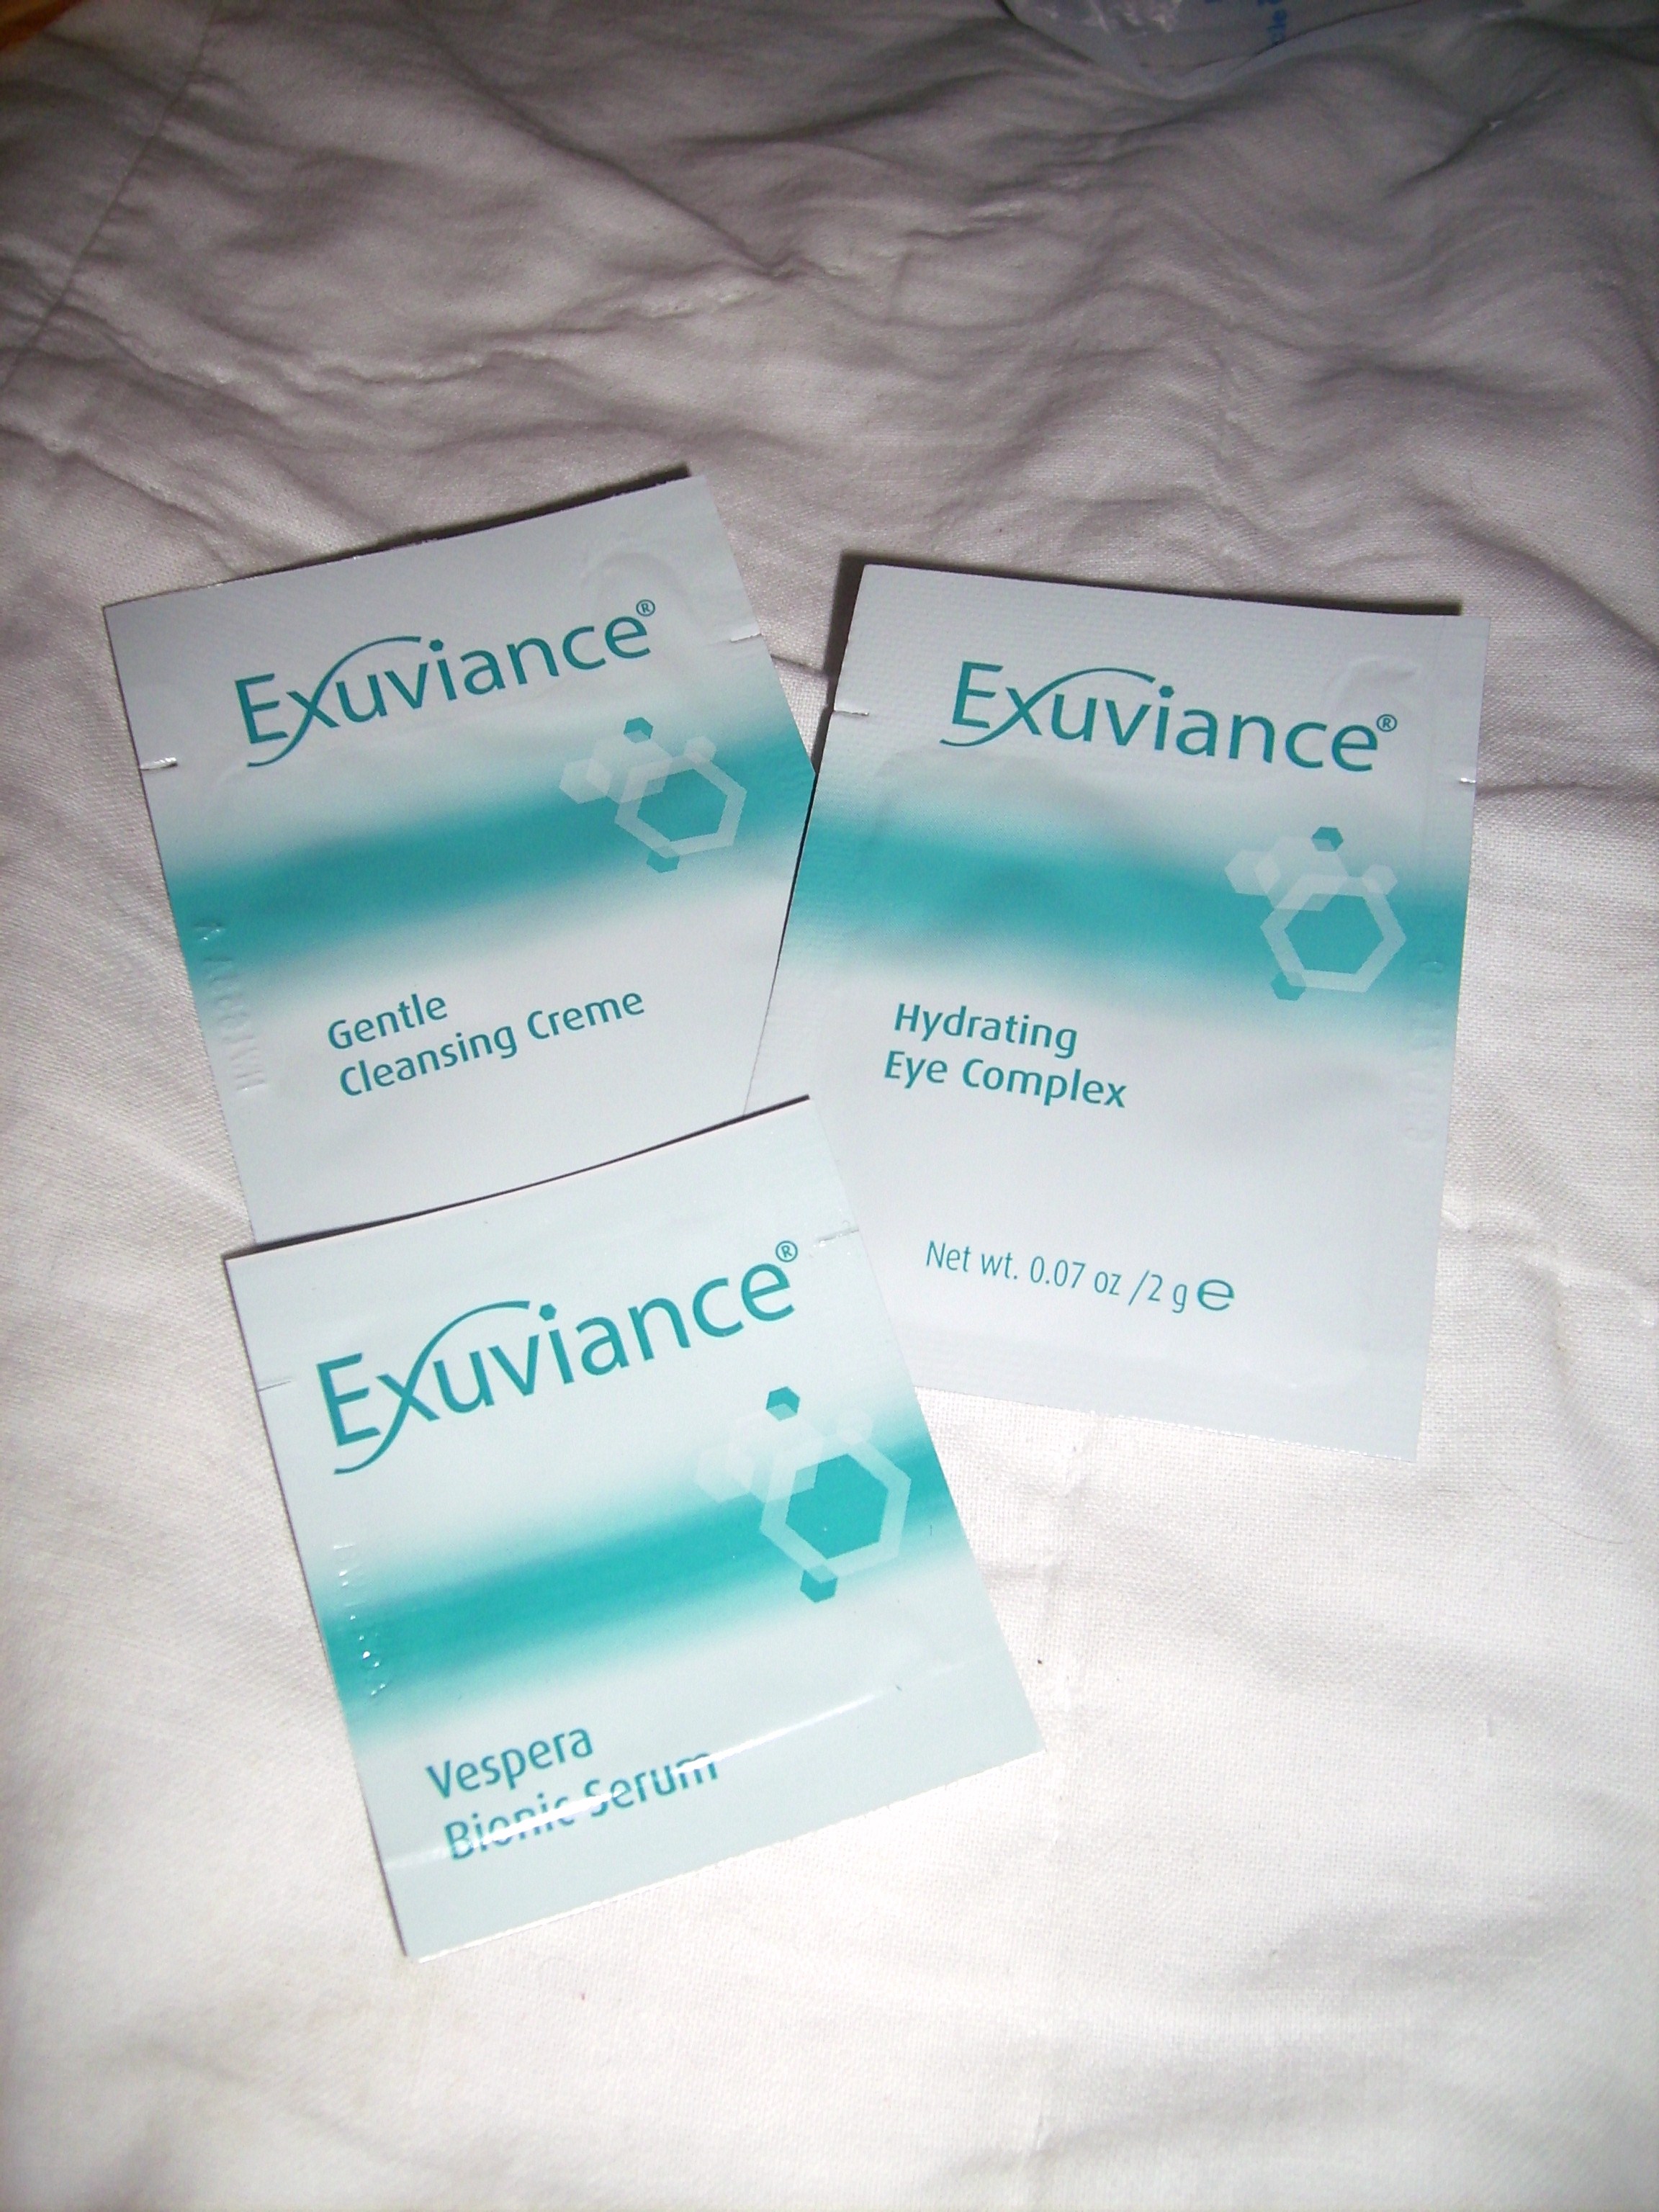 Exuviance®
Gentle
Cleansing Creme
Exuviance®
Hydrating
Eye Complex
Net wt. 0.07 oz /2 g ℮
Exuviance®
Vespera
Bionic Serum